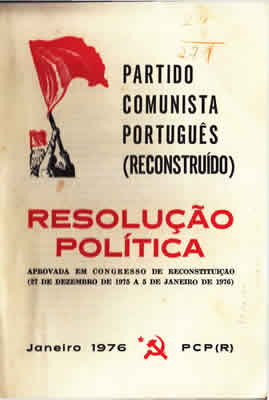 PARTIDO
COMUNISTA
PORTUGUÊS
(RECONSTRUÍDO)
RESOLUÇÃO
POLÍTICA
APROVADA EM CONGRESSO DE RECONSTITUIÇÃO
(27 DE DEZEMBRO DE 1975 A 5 DE JANEIRO DE 1976)
Janeiro 1976 PCP(R)